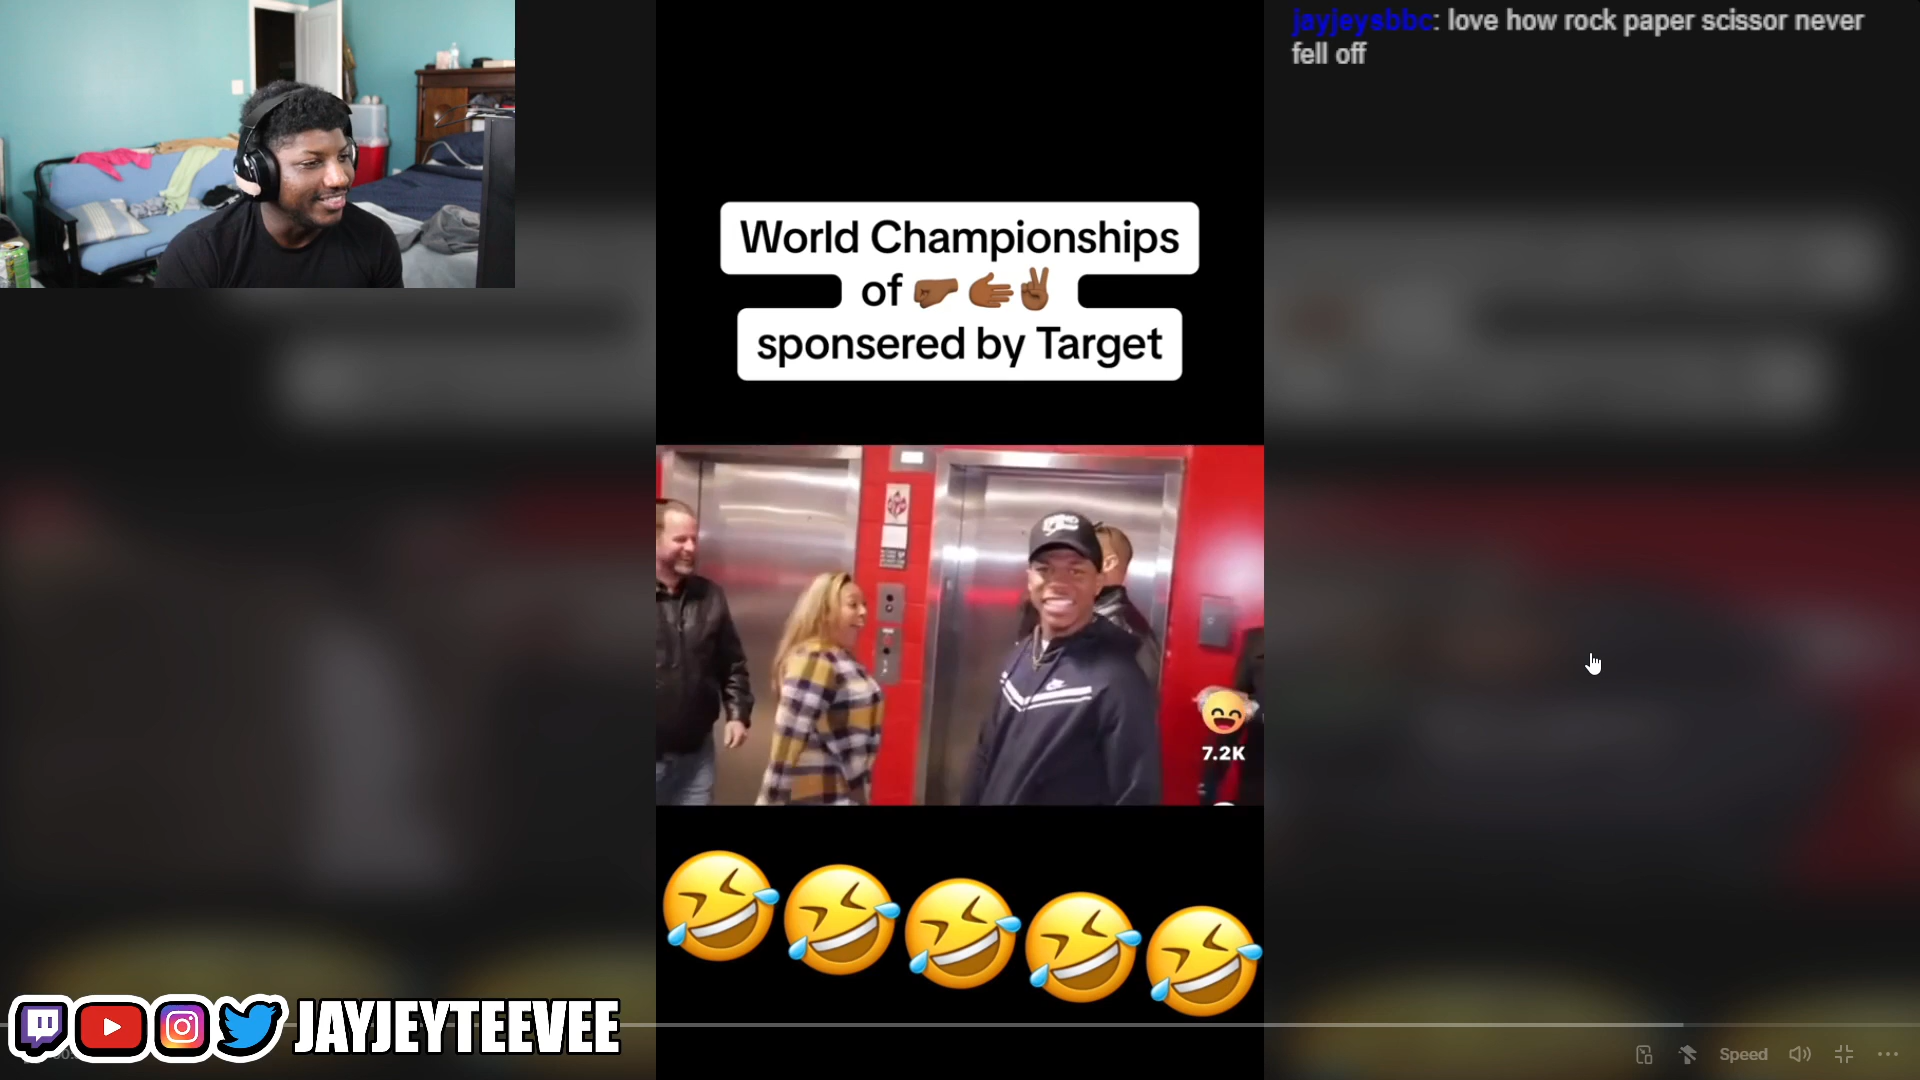 jayjeysbbc: love how rock paper scissor never
fell off
World Championships
of 🤛🏾 🫱🏾✌🏾
sponsered by Target
7.2K
JAYJEYTEEVEE
Speed